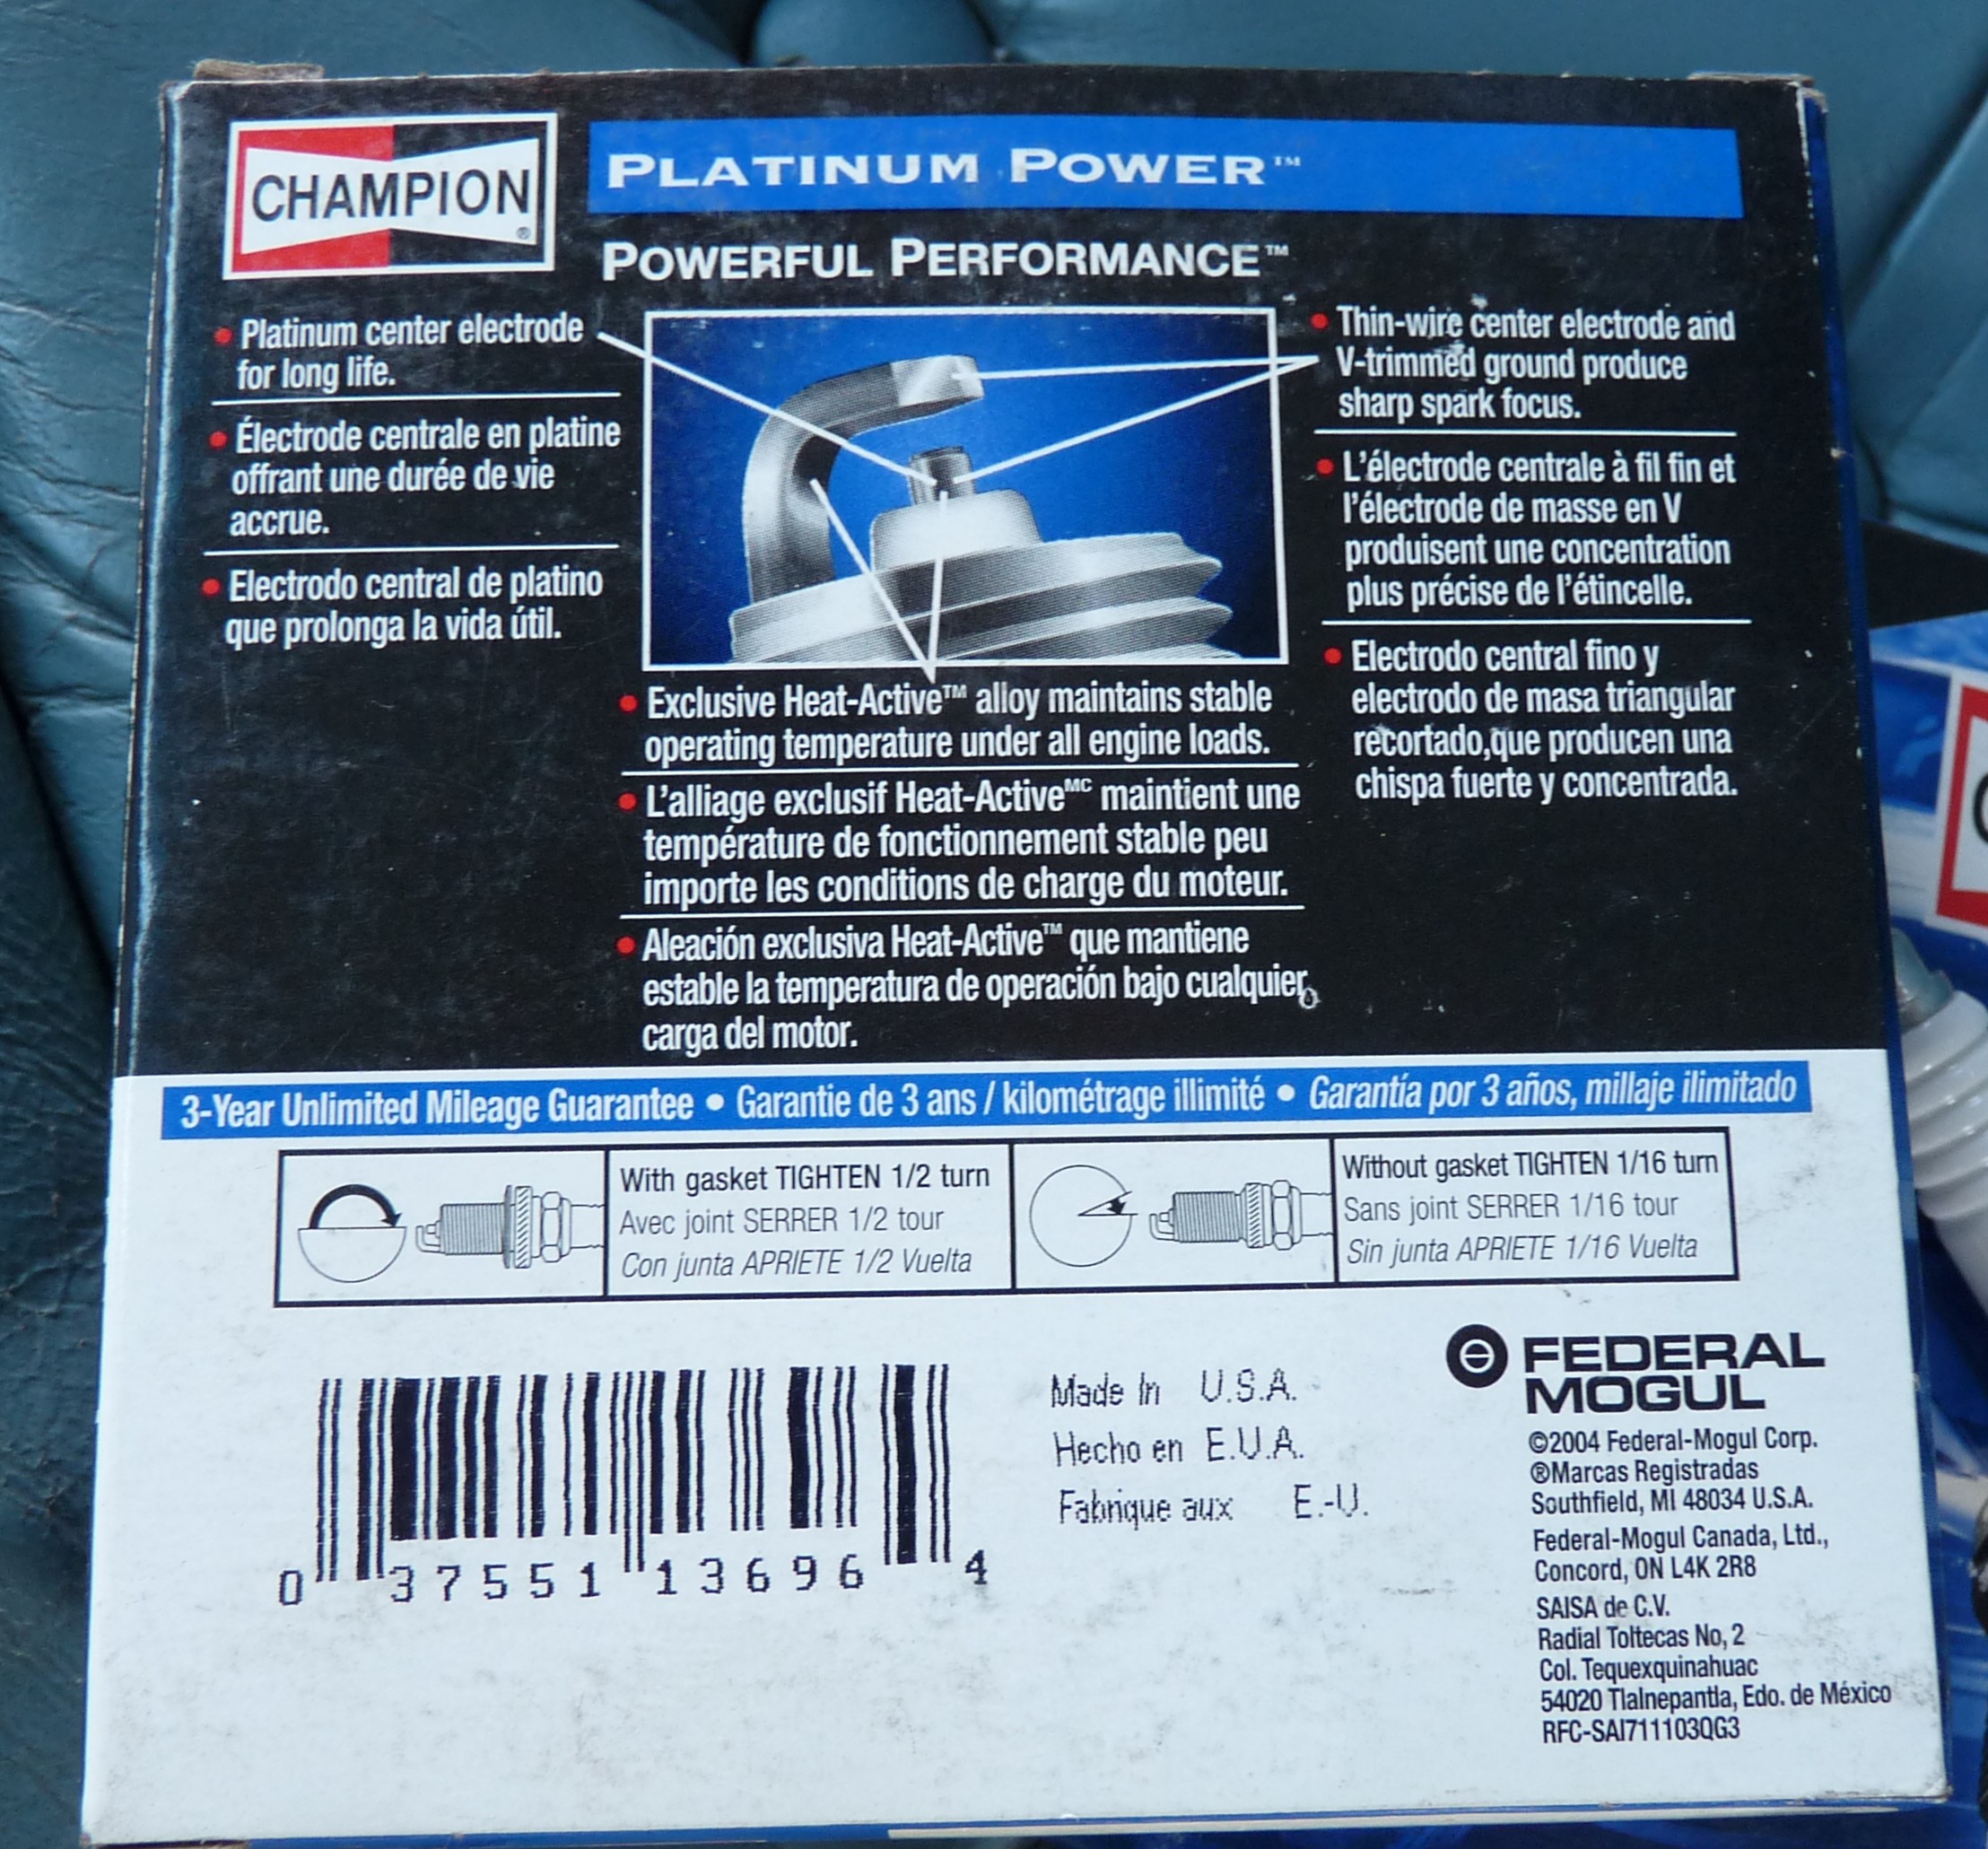 CHAMPION
®
PLATINUM POWER™
POWERFUL PERFORMANCE™
• Platinum center electrode
for long life.
• Électrode centrale en platine
offrant une durée de vie
accrue.
• Electrodo central de platino
que prolonga la vida útil.
• Thin-wire center electrode and
V-trimmed ground produce
sharp spark focus.
• L'électrode centrale à fil fin et
l'électrode de masse en V
produisent une concentration
plus précise de l'étincelle.
• Electrodo central fino y
electrodo de masa triangular
recortado,que producen una
chispa fuerte y concentrada.
• Exclusive Heat-Active™ alloy maintains stable
operating temperature under all engine loads.
• L'alliage exclusif Heat-Activeᴹᶜ maintient une
température de fonctionnement stable peu
importe les conditions de charge du moteur.
• Aleación exclusiva Heat-Active™ que mantiene
estable la temperatura de operación bajo cualquier
carga del motor.
3-Year Unlimited Mileage Guarantee • Garantie de 3 ans / kilométrage illimité • Garantía por 3 años, millaje ilimitado
With gasket TIGHTEN 1/2 turn
Avec joint SERRER 1/2 tour
Con junta APRIETE 1/2 Vuelta
Without gasket TIGHTEN 1/16 turn
Sans joint SERRER 1/16 tour
Sin junta APRIETE 1/16 Vuelta
0 37551 13696 4
Made In U.S.A.
Hecho en E.U.A.
Fabrique aux E.-U.
FEDERAL
MOGUL
©2004 Federal-Mogul Corp.
®Marcas Registradas
Southfield, MI 48034 U.S.A.
Federal-Mogul Canada, Ltd.,
Concord, ON L4K 2R8
SAISA de C.V.
Radial Toltecas No, 2
Col. Tequexquinahuac
54020 Tlalnepantla, Edo. de México
RFC-SAI711103QG3